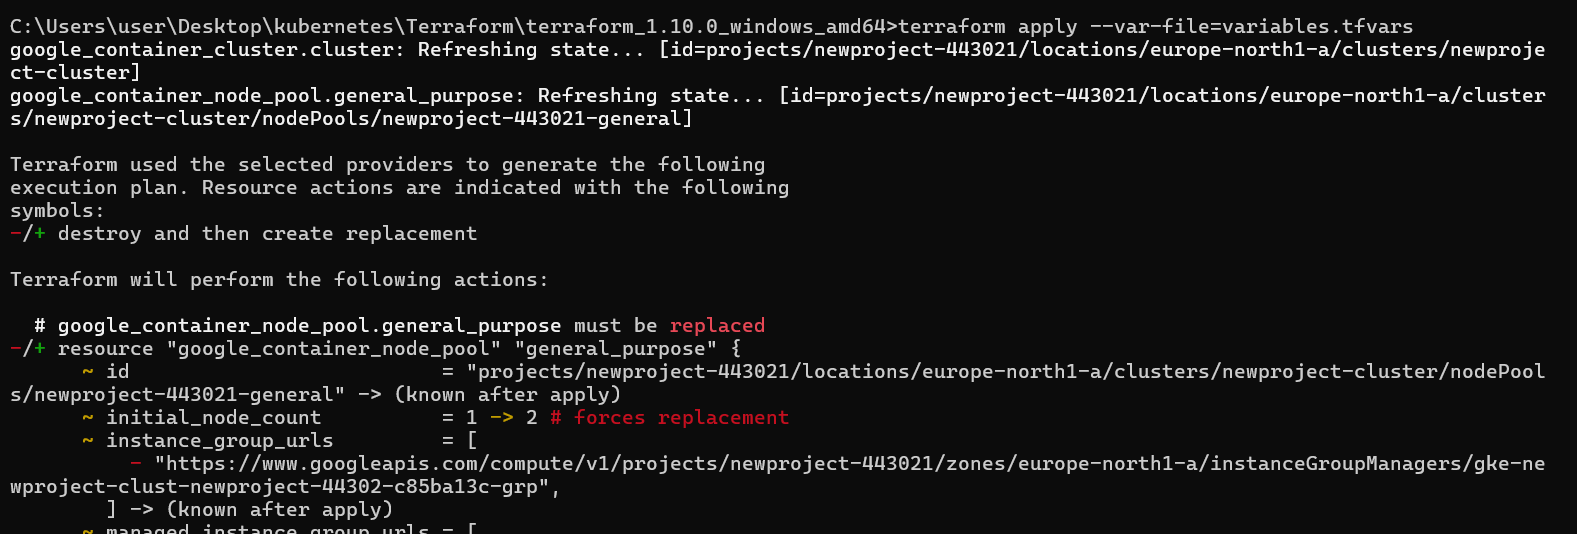 C:\Users\user\Desktop\kubernetes\Terraform\terraform_1.10.0_windows_amd64>terraform apply --var-file=variables.tfvars
google_container_cluster.cluster: Refreshing state... [id=projects/newproject-443021/locations/europe-north1-a/clusters/newproje
ct-cluster]
google_container_node_pool.general_purpose: Refreshing state... [id=projects/newproject-443021/locations/europe-north1-a/cluster
s/newproject-cluster/nodePools/newproject-443021-general]

Terraform used the selected providers to generate the following
execution plan. Resource actions are indicated with the following
symbols:
-/+ destroy and then create replacement

Terraform will perform the following actions:

  # google_container_node_pool.general_purpose must be replaced
-/+ resource "google_container_node_pool" "general_purpose" {
      ~ id                          = "projects/newproject-443021/locations/europe-north1-a/clusters/newproject-cluster/nodePool
s/newproject-443021-general" -> (known after apply)
      ~ initial_node_count          = 1 -> 2 # forces replacement
      ~ instance_group_urls         = [
          - "https://www.googleapis.com/compute/v1/projects/newproject-443021/zones/europe-north1-a/instanceGroupManagers/gke-ne
wproject-clust-newproject-44302-c85ba13c-grp",
        ] -> (known after apply)
      ~ managed_instance_group_urls = [